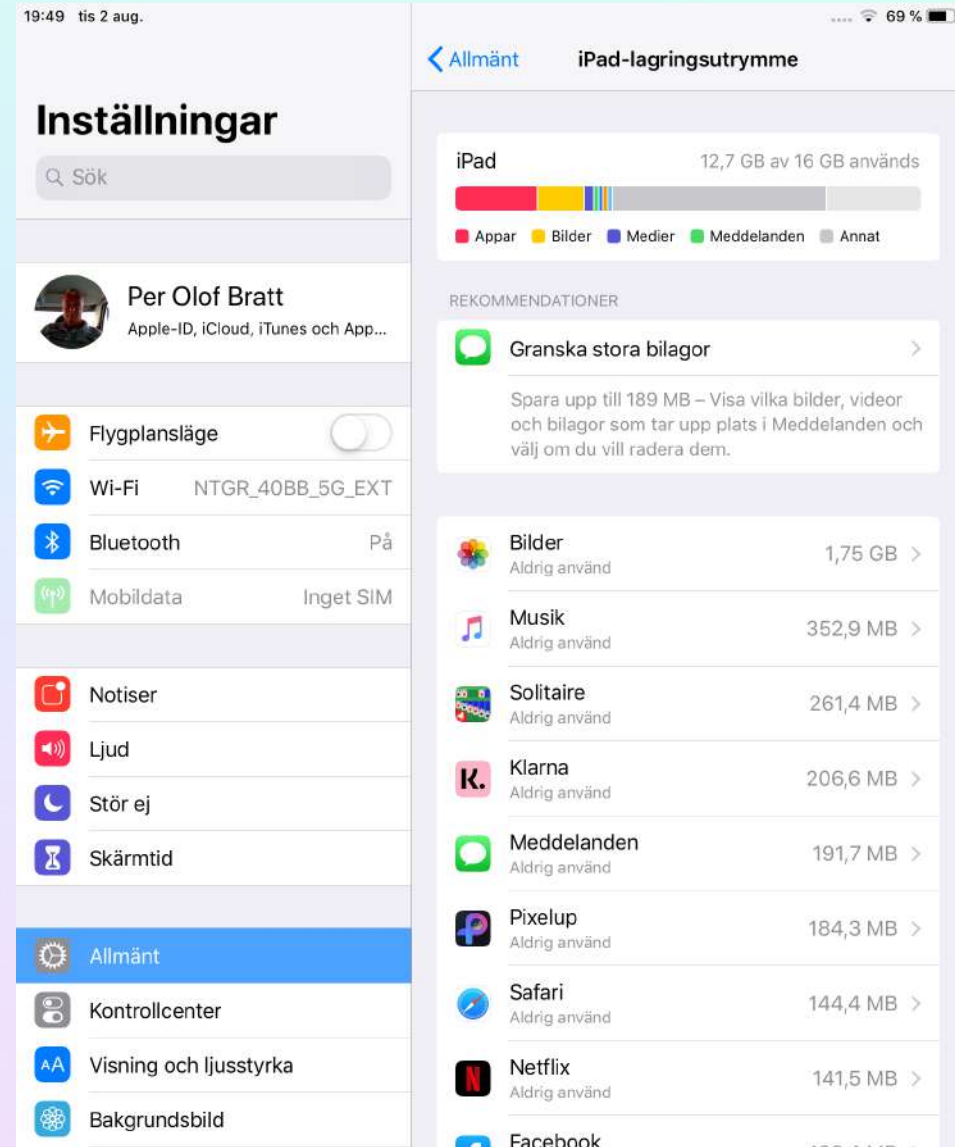 19:49 tis 2 aug.
69 %
Inställningar
Sök
Per Olof Bratt
Apple-ID, iCloud, iTunes och App...
Flygplansläge
Wi-Fi NTGR_40BB_5G_EXT
Bluetooth På
Mobildata Inget SIM
Notiser
Ljud
Stör ej
Skärmtid
Allmänt
Kontrollcenter
AA Visning och ljusstyrka
Bakgrundsbild
Allmänt iPad-lagringsutrymme
iPad 12,7 GB av 16 GB används
Appar Bilder Medier Meddelanden Annat
REKOMMENDATIONER
Granska stora bilagor
Spara upp till 189 MB – Visa vilka bilder, videor
och bilagor som tar upp plats i Meddelanden och
välj om du vill radera dem.
Bilder 1,75 GB
Aldrig använd
Musik 352,9 MB
Aldrig använd
Solitaire 261,4 MB
Aldrig använd
K. Klarna 206,6 MB
Aldrig använd
Meddelanden 191,7 MB
Aldrig använd
Pixelup 184,3 MB
Aldrig använd
Safari 144,4 MB
Aldrig använd
N Netflix 141,5 MB
Aldrig använd
Facebook